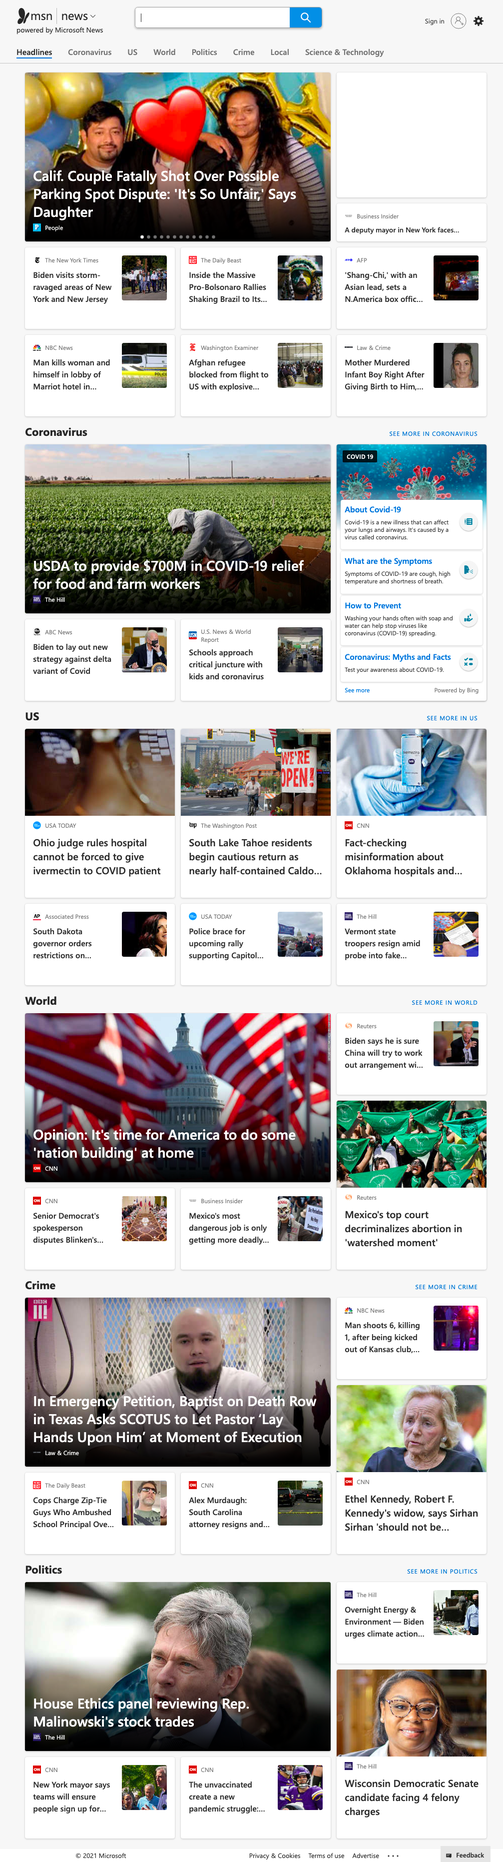 msn news
powered by Microsoft News
Sign in
Headlines Coronavirus US World Politics Crime Local Science & Technology
Calif. Couple Fatally Shot Over Possible
Parking Spot Dispute: 'It's So Unfair,' Says
Daughter
People
Business Insider
A deputy mayor in New York faces...
The New York Times
Biden visits storm-
ravaged areas of New
York and New Jersey
The Daily Beast
Inside the Massive
Pro-Bolsonaro Rallies
Shaking Brazil to Its...
AFP
'Shang-Chi,' with an
Asian lead, sets a
N.America box offic...
NBC News
Man kills woman and
himself in lobby of
Marriot hotel in...
Washington Examiner
Afghan refugee
blocked from flight to
US with explosive...
Law & Crime
Mother Murdered
Infant Boy Right After
Giving Birth to Him,...
Coronavirus
SEE MORE IN CORONAVIRUS
USDA to provide $700M in COVID-19 relief
for food and farm workers
The Hill
COVID 19
About Covid-19
Covid-19 is a new illness that can affect
your lungs and airways. It's caused by a
virus called coronavirus.
What are the Symptoms
Symptoms of COVID-19 are cough, high
temperature and shortness of breath.
How to Prevent
Washing your hands often with soap and
water can help stop viruses like
coronavirus (COVID-19) spreading.
Coronavirus: Myths and Facts
Test your awareness about COVID-19.
See more
Powered by Bing
ABC News
Biden to lay out new
strategy against delta
variant of Covid
U.S. News & World
Report
Schools approach
critical juncture with
kids and coronavirus
US
SEE MORE IN US
USA TODAY
Ohio judge rules hospital
cannot be forced to give
ivermectin to COVID patient
WE'RE
OPEN!
The Washington Post
South Lake Tahoe residents
begin cautious return as
nearly half-contained Caldo...
CNN
Fact-checking
misinformation about
Oklahoma hospitals and...
AP Associated Press
South Dakota
governor orders
restrictions on...
USA TODAY
Police brace for
upcoming rally
supporting Capitol...
The Hill
Vermont state
troopers resign amid
probe into fake...
World
SEE MORE IN WORLD
Opinion: It's time for America to do some
'nation building' at home
CNN
Reuters
Biden says he is sure
China will try to work
out arrangement wi...
Reuters
Mexico's top court
decriminalizes abortion in
'watershed moment'
CNN
Senior Democrat's
spokesperson
disputes Blinken's...
Business Insider
Mexico's most
dangerous job is only
getting more deadly...
Crime
SEE MORE IN CRIME
BBC
In Emergency Petition, Baptist on Death Row
in Texas Asks SCOTUS to Let Pastor ‘Lay
Hands Upon Him’ at Moment of Execution
Law & Crime
NBC News
Man shoots 6, killing
1, after being kicked
out of Kansas club,...
CNN
Ethel Kennedy, Robert F.
Kennedy's widow, says Sirhan
Sirhan 'should not be...
The Daily Beast
Cops Charge Zip-Tie
Guys Who Ambushed
School Principal Ove...
CNN
Alex Murdaugh:
South Carolina
attorney resigns and...
Politics
SEE MORE IN POLITICS
House Ethics panel reviewing Rep.
Malinowski's stock trades
The Hill
The Hill
Overnight Energy &
Environment — Biden
urges climate action...
The Hill
Wisconsin Democratic Senate
candidate facing 4 felony
charges
CNN
New York mayor says
teams will ensure
people sign up for...
CNN
The unvaccinated
create a new
pandemic struggle:...
© 2021 Microsoft
Privacy & Cookies Terms of use Advertise ...
Feedback